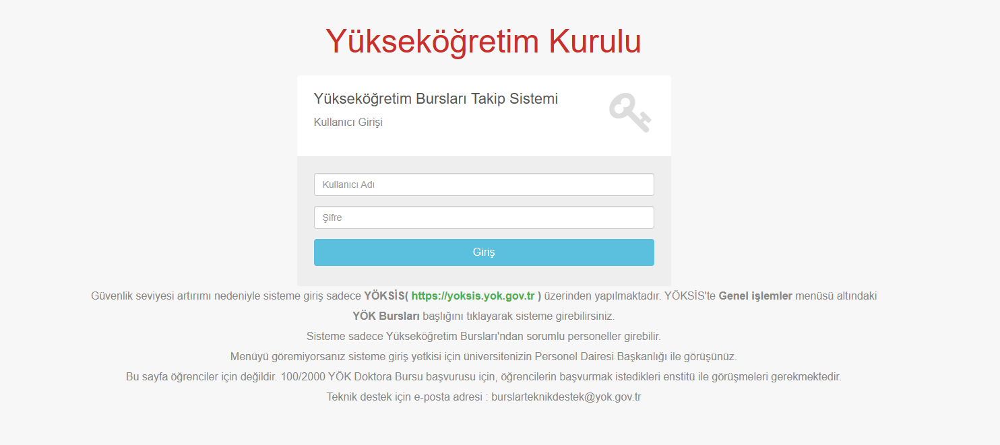 Yükseköğretim Kurulu
Yükseköğretim Bursları Takip Sistemi
Kullanıcı Girişi
Kullanıcı Adı
Şifre
Giriş
Güvenlik seviyesi artırımı nedeniyle sisteme giriş sadece YÖKSİS( https://yoksis.yok.gov.tr ) üzerinden yapılmaktadır. YÖKSİS'te Genel işlemler menüsü altındaki
YÖK Bursları başlığını tıklayarak sisteme girebilirsiniz.
Sisteme sadece Yükseköğretim Bursları'ndan sorumlu personeller girebilir.
Menüyü göremiyorsanız sisteme giriş yetkisi için üniversitenizin Personel Dairesi Başkanlığı ile görüşünüz.
Bu sayfa öğrenciler için değildir. 100/2000 YÖK Doktora Bursu başvurusu için, öğrencilerin başvurmak istedikleri enstitü ile görüşmeleri gerekmektedir.
Teknik destek için e-posta adresi : burslarteknikdestek@yok.gov.tr